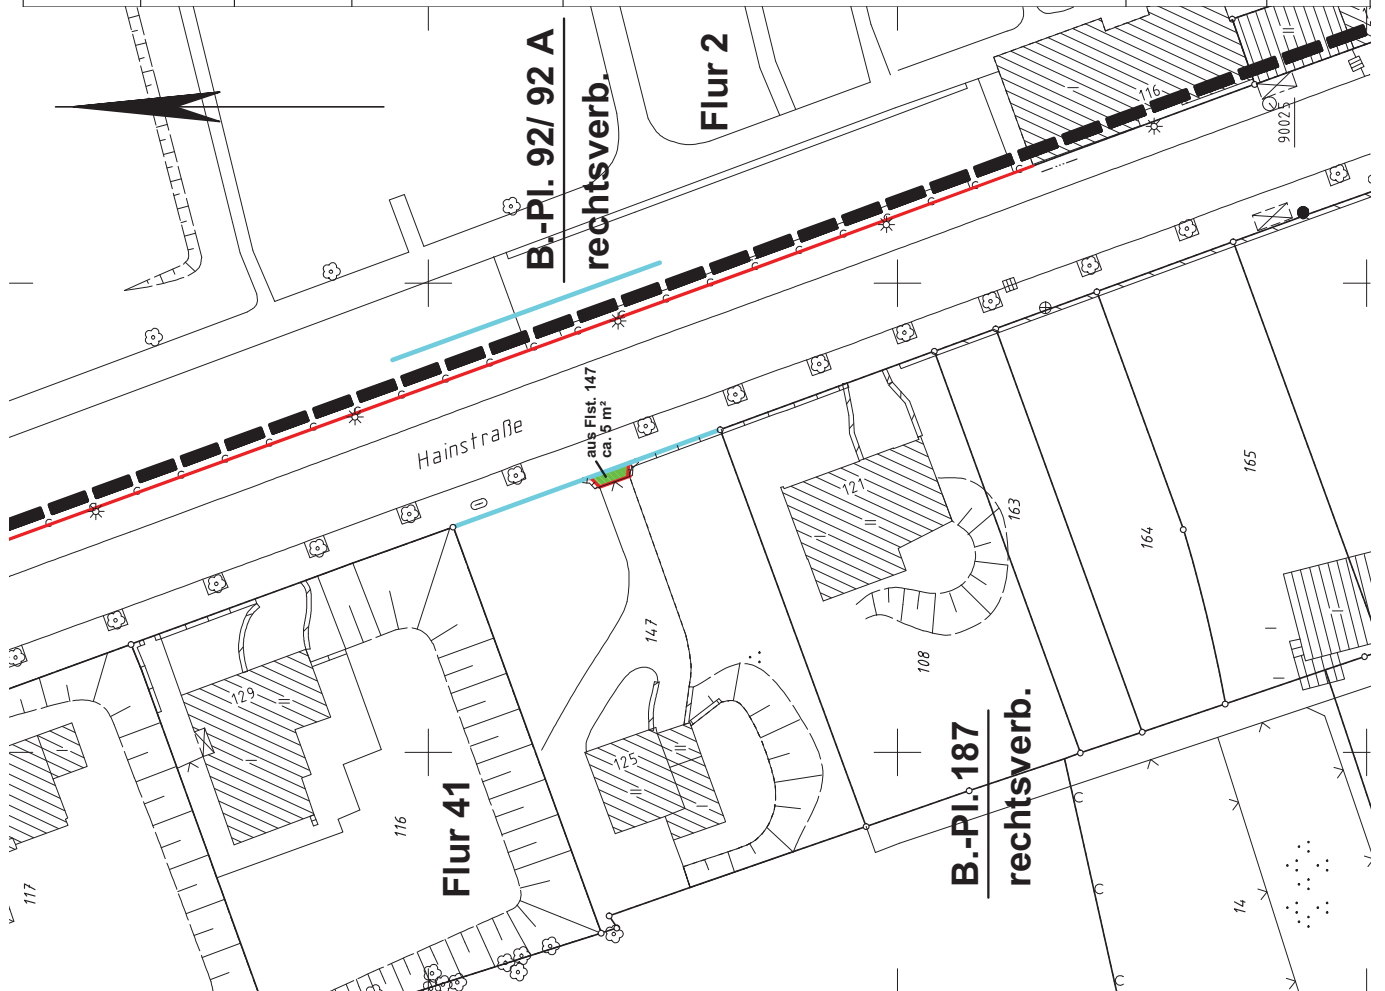 B.-Pl. 92/ 92 A
rechtsverb.
Flur 2
116
90025
Hainstraße
aus Flst. 147
ca. 5 m²
121
163
164
165
129
147
108
125
116
117
Flur 41
B.-Pl. 187
rechtsverb.
14